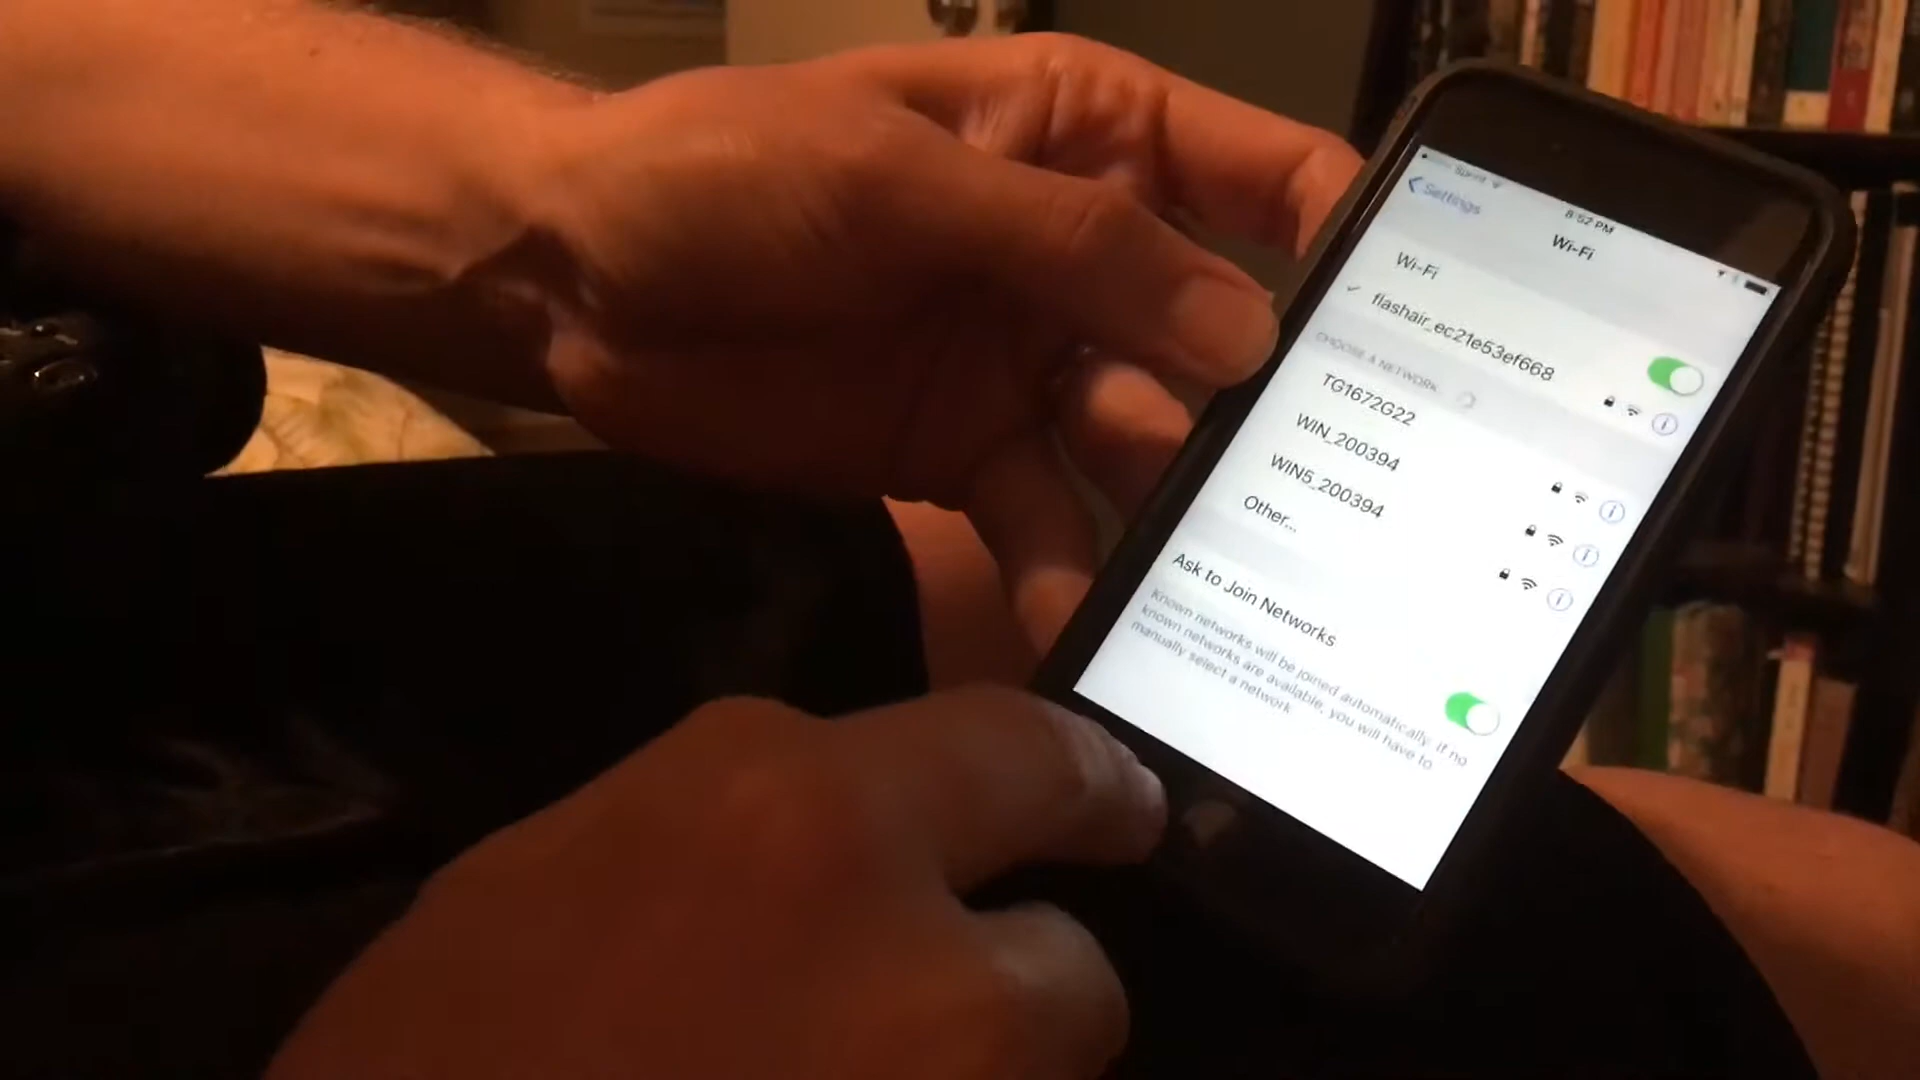 Sprint
Settings
8:52 PM
Wi-Fi
Wi-Fi
flashair_ec21e53ef668
CHOOSE A NETWORK
TG1672G22
WIN_200394
WIN5_200394
Other...
Ask to Join Networks
Known networks will be joined automatically. If no
known networks are available, you will have to
manually select a network.